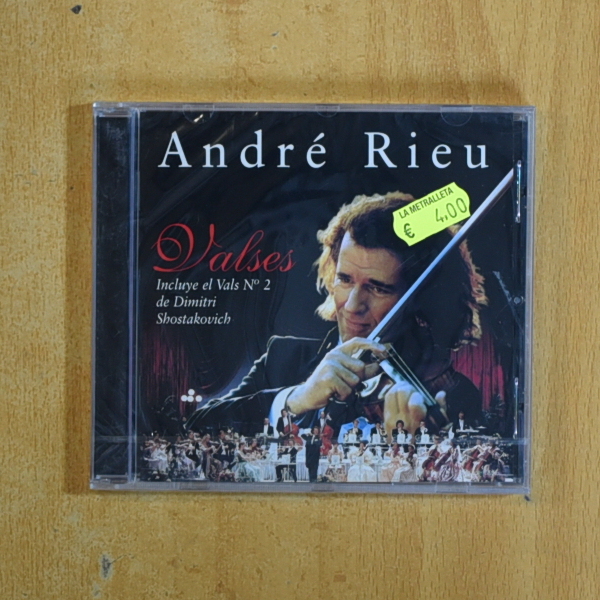 André Rieu
LA METRALLETA
€ 4,00
Valses
Incluye el Vals Nº 2
de Dimitri
Shostakovich